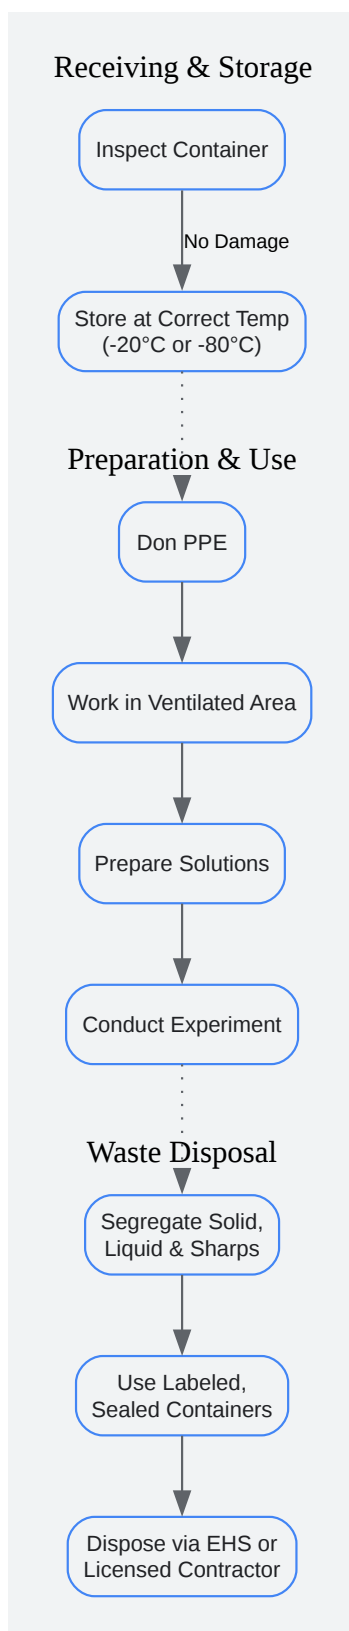 Receiving & Storage
Inspect Container
No Damage
Store at Correct Temp
(-20°C or -80°C)
Preparation & Use
Don PPE
Work in Ventilated Area
Prepare Solutions
Conduct Experiment
Waste Disposal
Segregate Solid,
Liquid & Sharps
Use Labeled,
Sealed Containers
Dispose via EHS or
Licensed Contractor